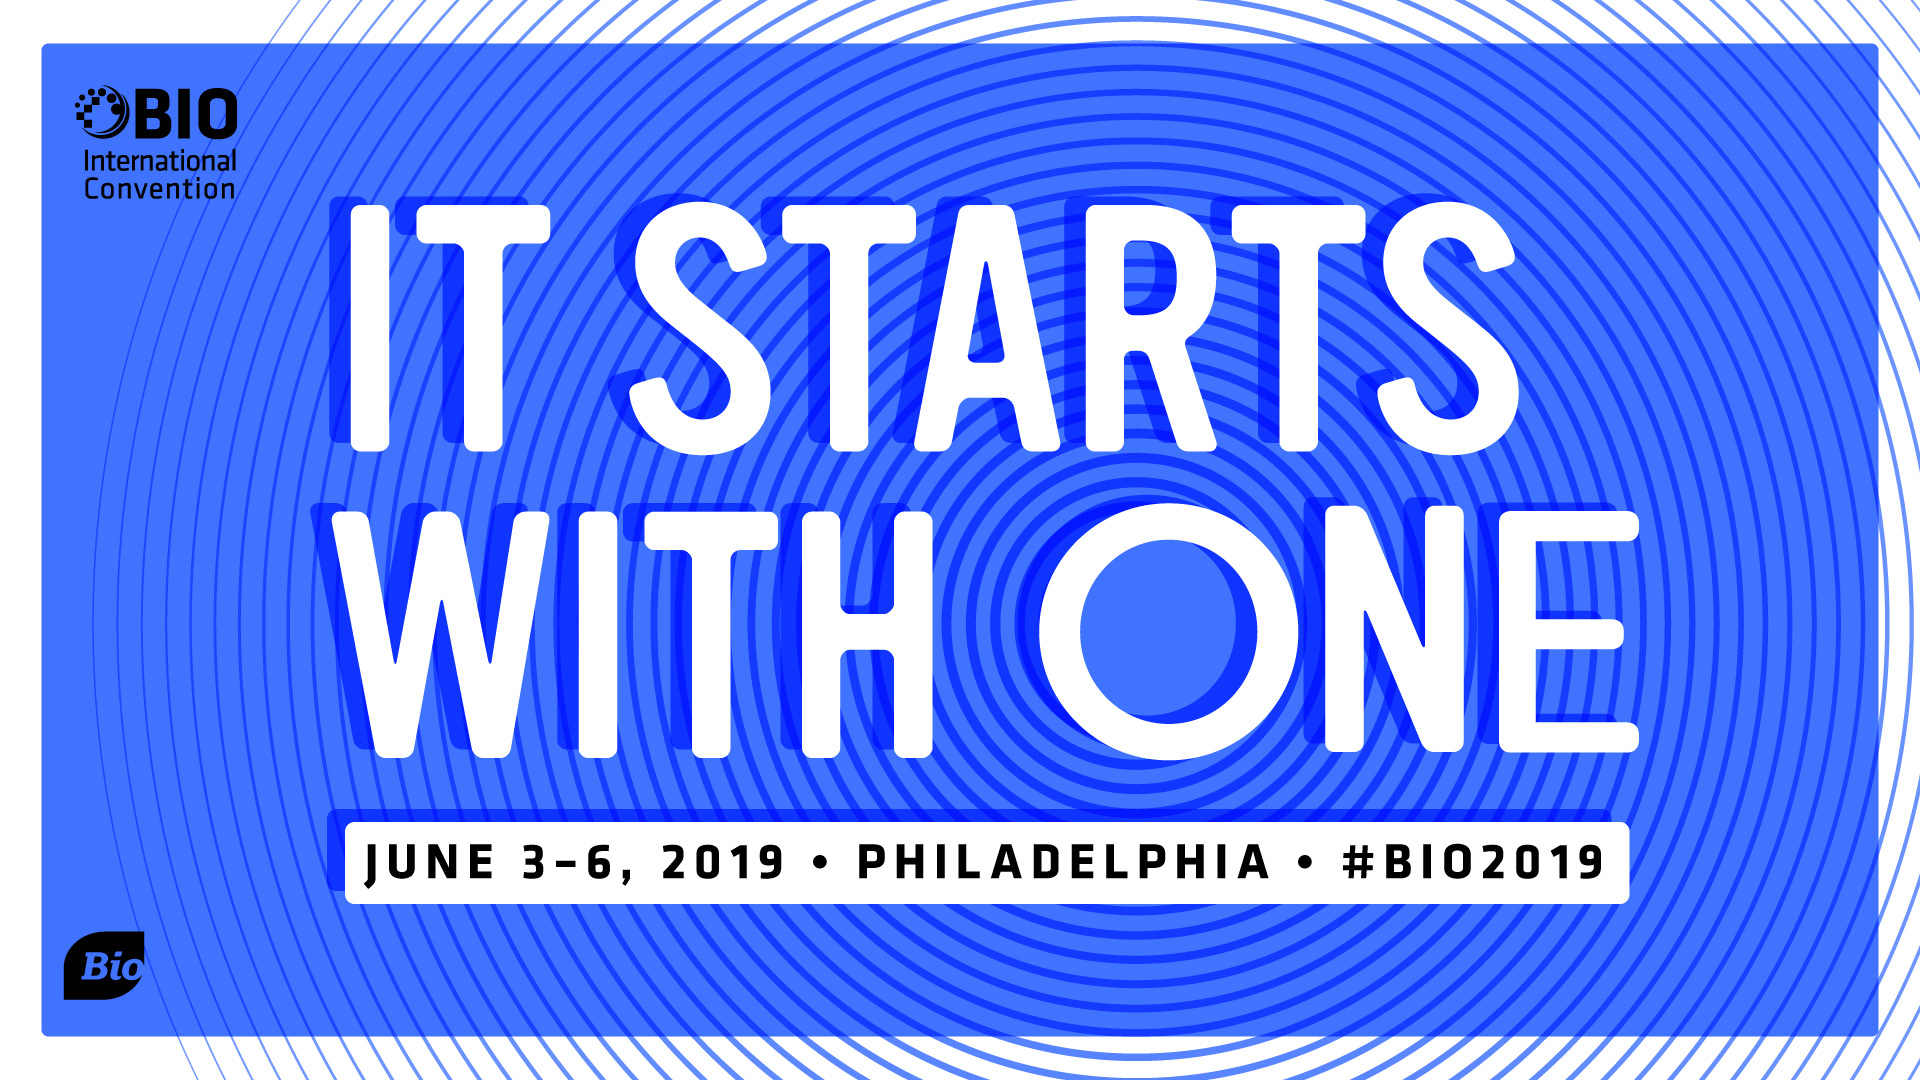 BIO
International
Convention
IT STARTS
WITH ONE
JUNE 3–6, 2019 • PHILADELPHIA • #BIO2019
Bio